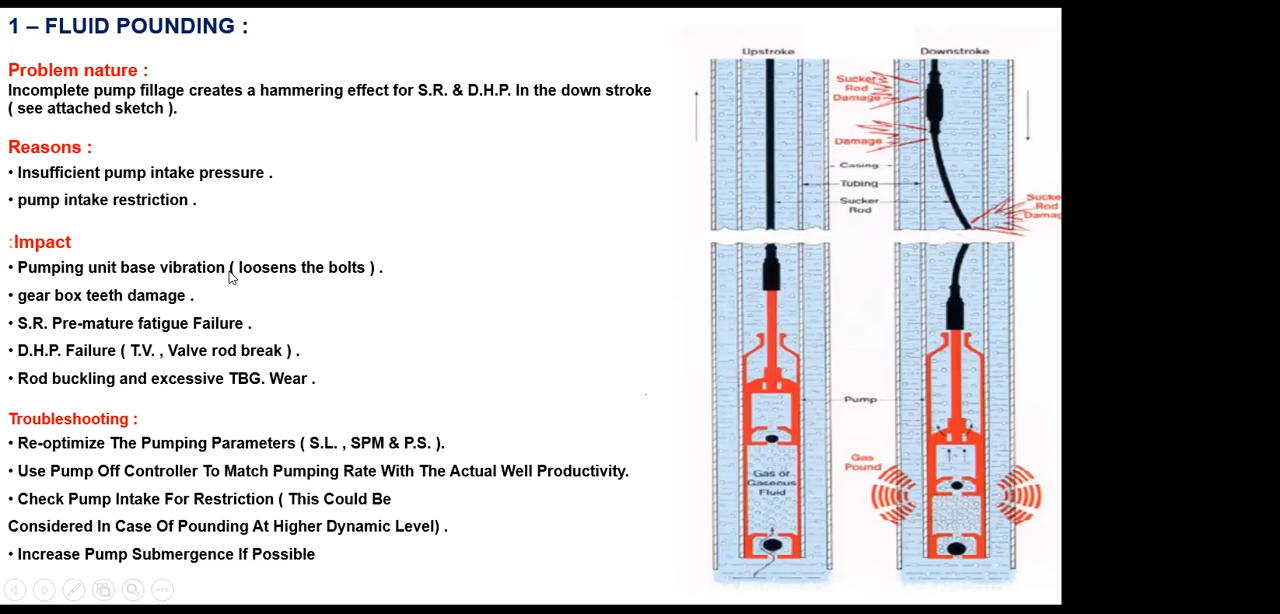 1 – FLUID POUNDING :
Problem nature :
Incomplete pump fillage creates a hammering effect for S.R. & D.H.P. In the down stroke
( see attached sketch ).
Reasons :
• Insufficient pump intake pressure .
• pump intake restriction .
:Impact
• Pumping unit base vibration ( loosens the bolts ) .
• gear box teeth damage .
• S.R. Pre-mature fatigue Failure .
• D.H.P. Failure ( T.V. , Valve rod break ) .
• Rod buckling and excessive TBG. Wear .
Troubleshooting :
• Re-optimize The Pumping Parameters ( S.L. , SPM & P.S. ).
• Use Pump Off Controller To Match Pumping Rate With The Actual Well Productivity.
• Check Pump Intake For Restriction ( This Could Be
Considered In Case Of Pounding At Higher Dynamic Level) .
• Increase Pump Submergence If Possible
Upstroke
Downstroke
Sucker
Rod
Damage
Damage
Casing
Tubing
Sucker
Rod
Sucke
Rod
Damag
Pump
Gas
Pound
Gas or
Gaseous
Fluid